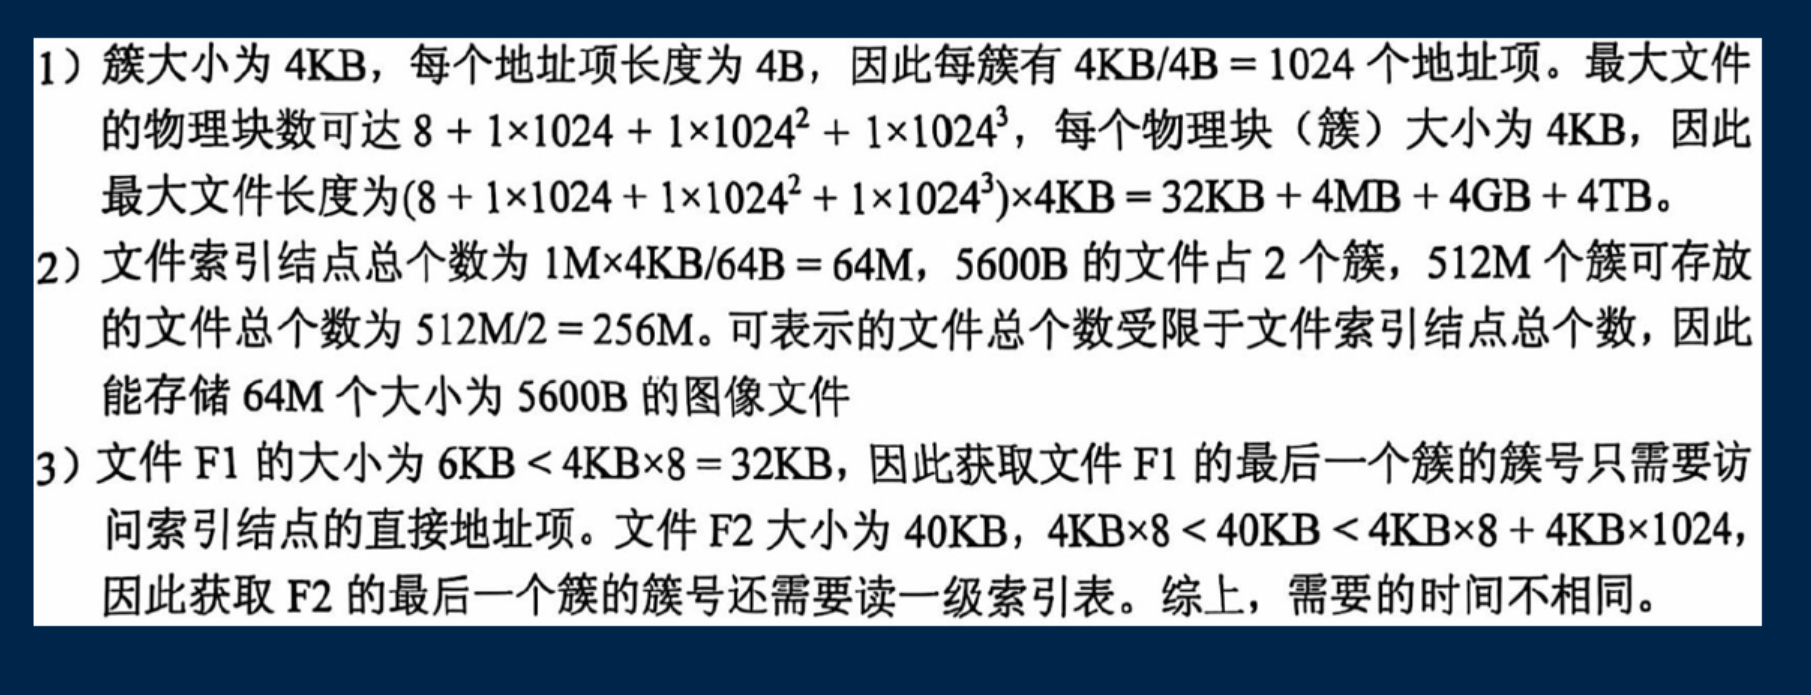 1）簇大小为 4KB，每个地址项长度为 4B，因此每簇有 4KB/4B = 1024 个地址项。最大文件
的物理块数可达 8 + 1×1024 + 1×1024² + 1×1024³，每个物理块（簇）大小为 4KB，因此
最大文件长度为(8 + 1×1024 + 1×1024² + 1×1024³)×4KB = 32KB + 4MB + 4GB + 4TB。
2）文件索引结点总个数为 1M×4KB/64B = 64M，5600B 的文件占 2 个簇，512M 个簇可存放
的文件总个数为 512M/2 = 256M。可表示的文件总个数受限于文件索引结点总个数，因此
能存储 64M 个大小为 5600B 的图像文件
3）文件 F1 的大小为 6KB < 4KB×8 = 32KB，因此获取文件 F1 的最后一个簇的簇号只需要访
问索引结点的直接地址项。文件 F2 大小为 40KB，4KB×8 < 40KB < 4KB×8 + 4KB×1024，
因此获取 F2 的最后一个簇的簇号还需要读一级索引表。综上，需要的时间不相同。